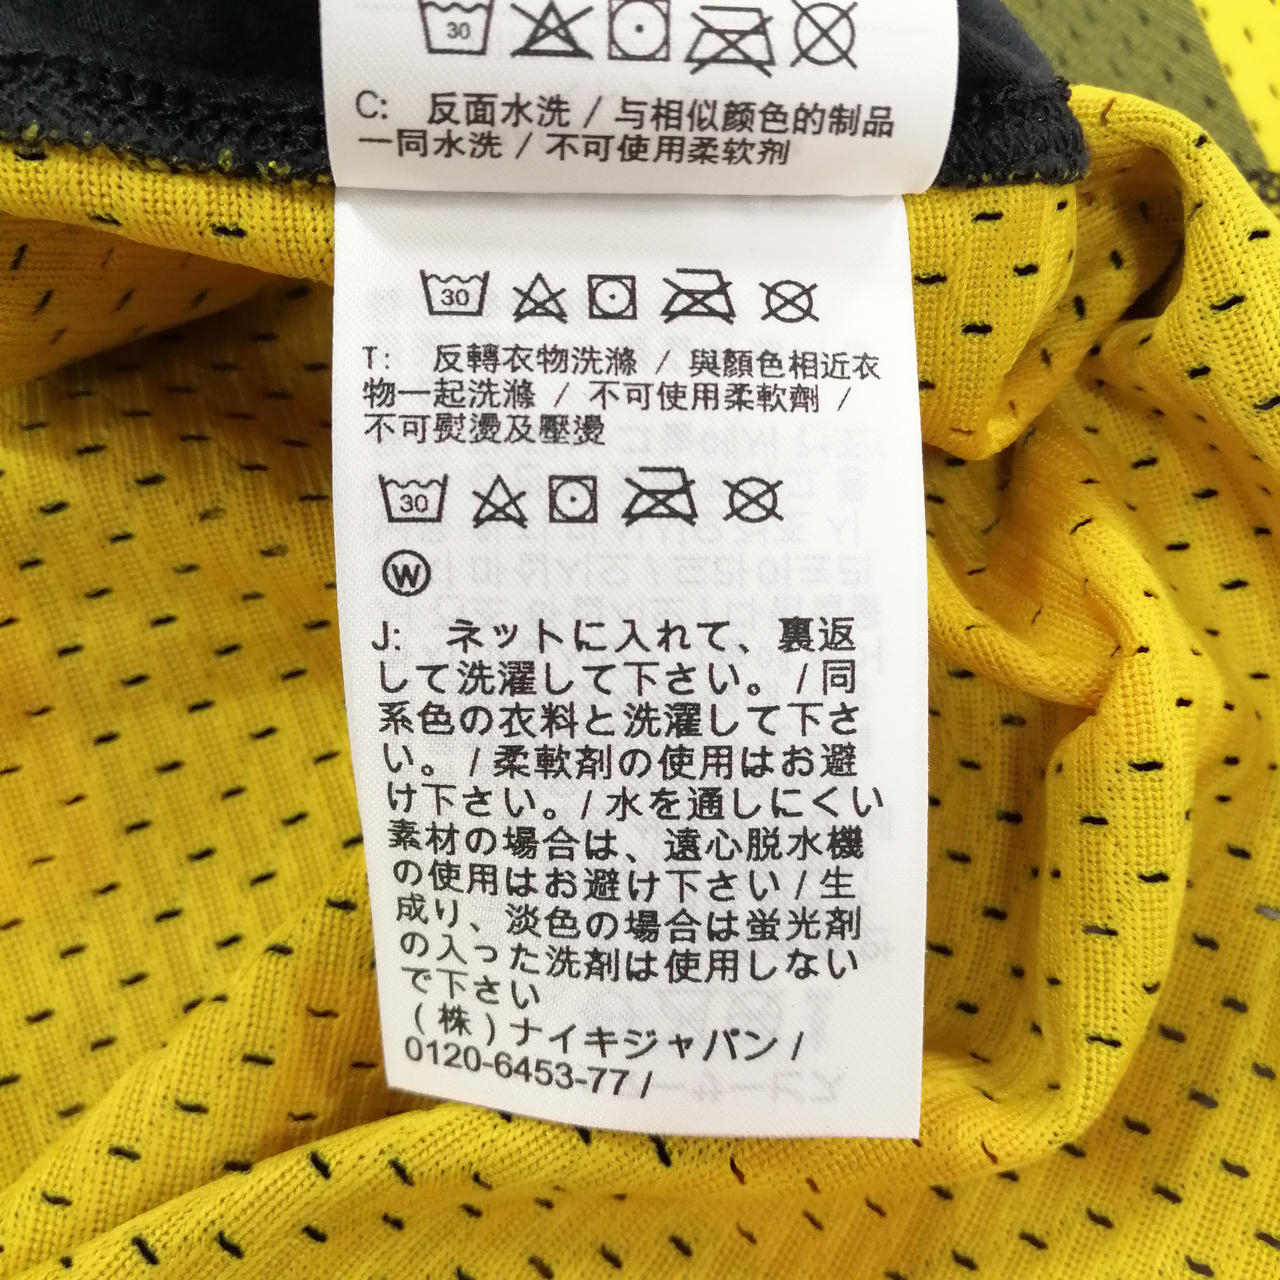 30
C: 反面水洗 / 与相似颜色的制品
一同水洗 / 不可使用柔软剂
30
T: 反轉衣物洗滌 / 與顏色相近衣
物一起洗滌 / 不可使用柔軟劑 /
不可熨燙及壓燙
30
W
J: ネットに入れて、裏返
して洗濯して下さい。/ 同
系色の衣料と洗濯して下さ
い。/ 柔軟剤の使用はお避
け下さい。/ 水を通しにくい
素材の場合は、遠心脱水機
の使用はお避け下さい / 生
成り、淡色の場合は蛍光剤
の入った洗剤は使用しない
で下さい
(株)ナイキジャパン /
0120-6453-77 /